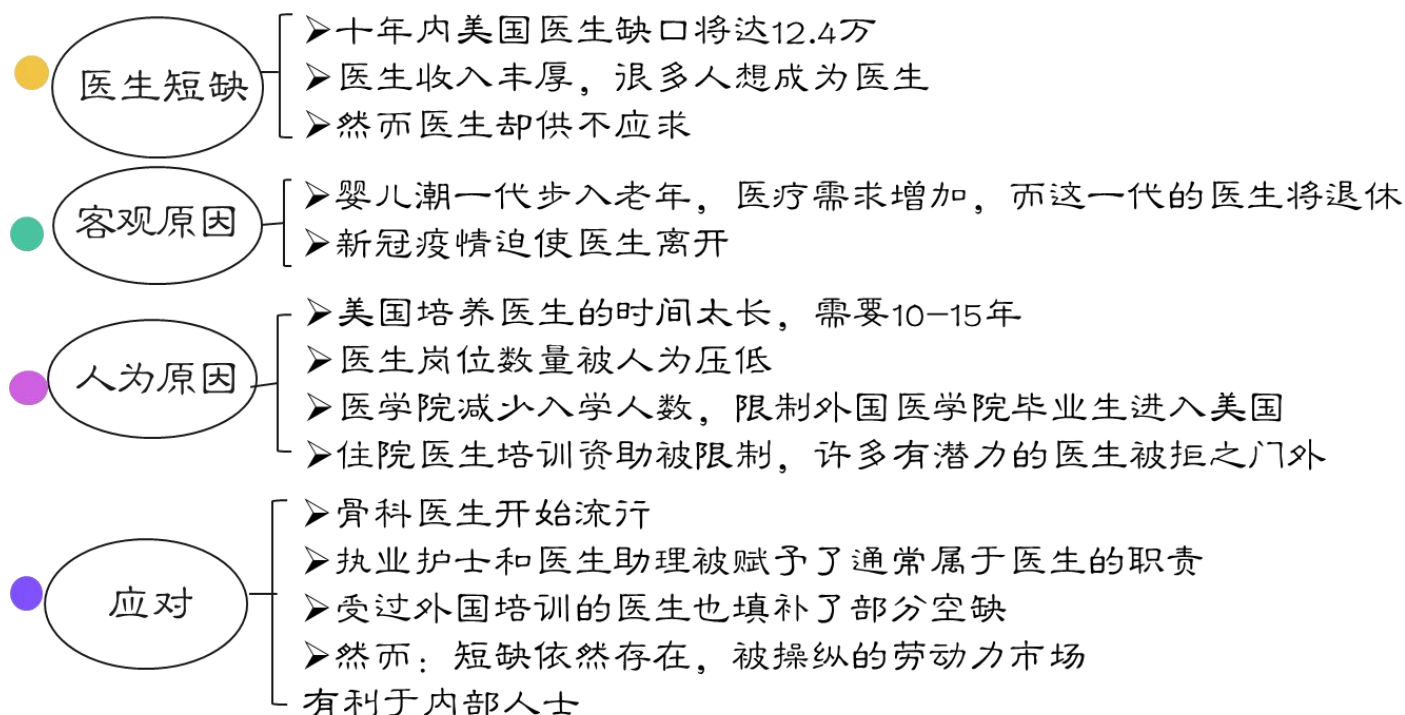 医生短缺
➢十年内美国医生缺口将达12.4万
➢医生收入丰厚，很多人想成为医生
➢然而医生却供不应求
客观原因
➢婴儿潮一代步入老年，医疗需求增加，而这一代的医生将退休
➢新冠疫情迫使医生离开
人为原因
➢美国培养医生的时间太长，需要10-15年
➢医生岗位数量被人为压低
➢医学院减少入学人数，限制外国医学院毕业生进入美国
➢住院医生培训资助被限制，许多有潜力的医生被拒之门外
应对
➢骨科医生开始流行
➢执业护士和医生助理被赋予了通常属于医生的职责
➢受过外国培训的医生也填补了部分空缺
➢然而：短缺依然存在，被操纵的劳动力市场
有利于内部人士